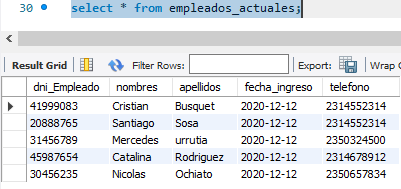 30 select * from empleados_actuales;
Result Grid Filter Rows: Export: Wrap C
dni_Empleado nombres apellidos fecha_ingreso telefono
41999083 Cristian Busquet 2020-12-12 2314552314
20888765 Santiago Sosa 2020-12-12 2314552314
31456789 Mercedes urrutia 2020-12-12 2350324500
45987654 Catalina Rodriguez 2020-12-12 2314678912
30456235 Nicolas Ochiato 2020-12-12 2350657834